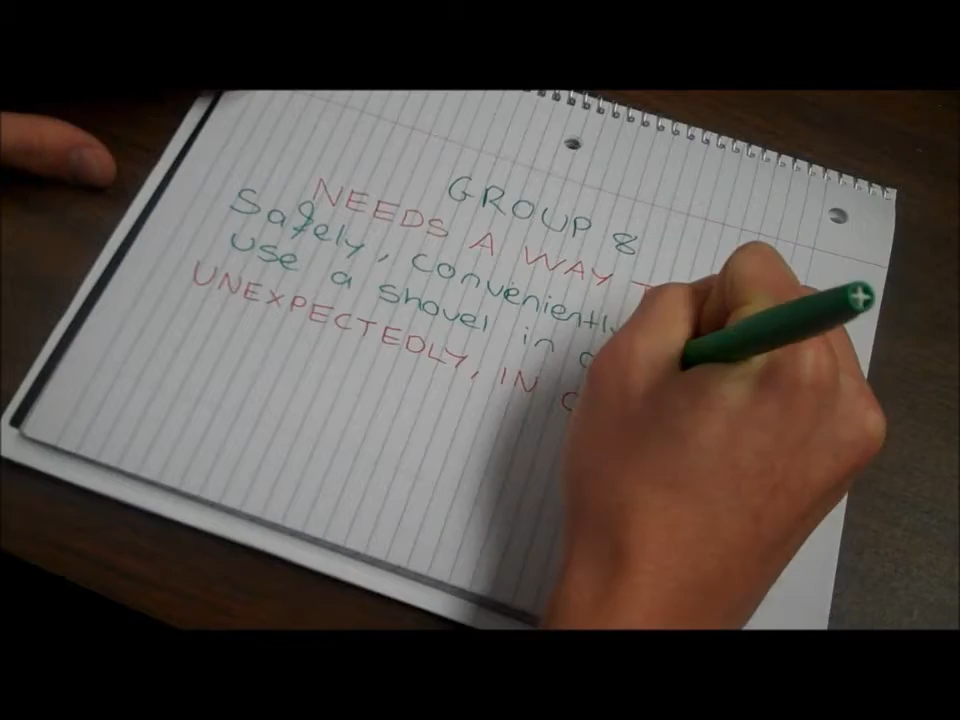 GROUP 8
NEEDS A WAY
Safely, conveniently
use a shovel in
UNEXPECTEDLY, IN